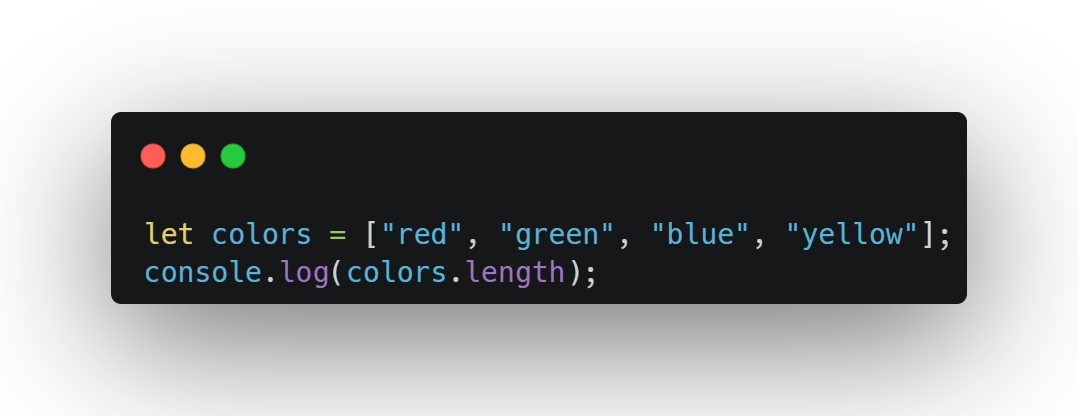 let colors = ["red", "green", "blue", "yellow"];
console.log(colors.length);